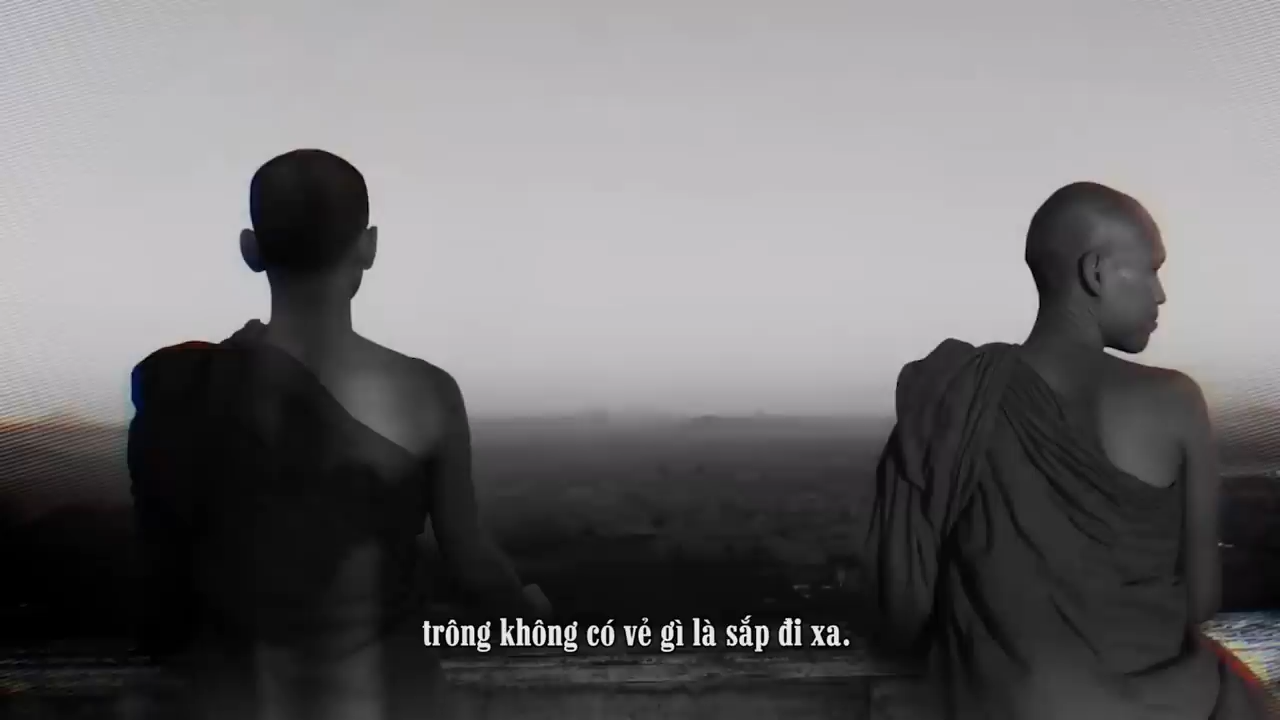 trông không có vẻ gì là sắp đi xa.